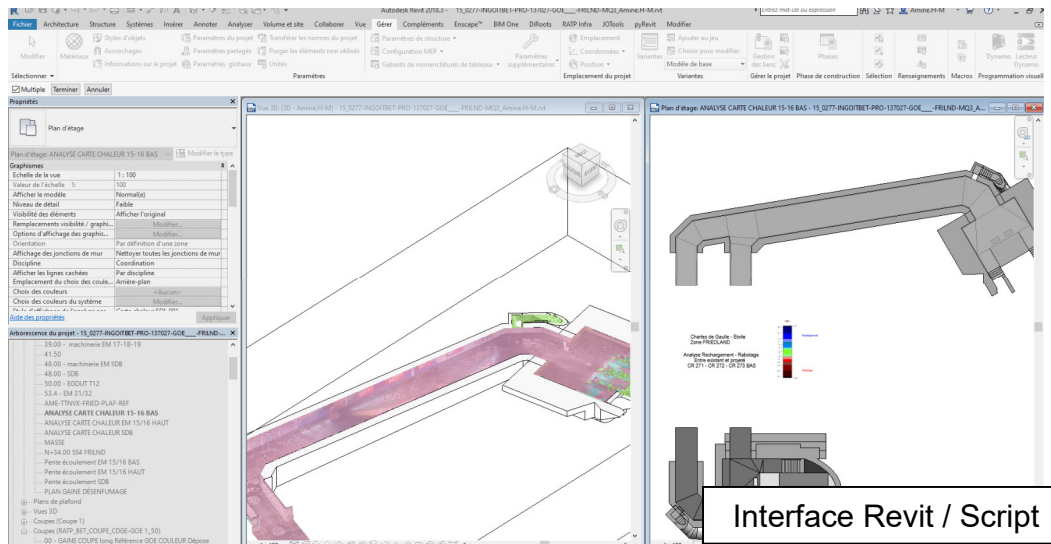 Autodesk Revit 2018.3 - 15_0277-INGOITBET-PRO-137027-GOE____-FRILND-MQ3_Amine.H-M.rvt
Entrez mot-clé ou expression
Amine.H-M
Fichier Architecture Structure Systèmes Insérer Annoter Analyser Volume et site Collaborer Vue Gérer Compléments Enscape™ BIM One DiRoots RATP Infra JOTools pyRevit Modifier
Modifier
Matériaux
Styles d'objets
Accrochages
Informations sur le projet
Paramètres du projet
Paramètres partagés
Paramètres globaux
Transférer les normes du projet
Purger les éléments non utilisés
Unités
Paramètres de structure
Configuration MEP
Gabarits de nomenclatures de tableaux
Paramètres supplémentaires
Emplacement
Coordonnées
Position
Variantes
Ajouter au jeu
Choisir pour modifier
Modèle de base
Gestion des liens
Phases
Dynamo
Lecteur Dynamo
Sélectionner
Paramètres
Emplacement du projet
Variantes
Gérer le projet
Phase de construction
Sélection
Renseignements
Macros
Programmation visuelle
Multiple Terminer Annuler
Propriétés
Plan d'étage
Plan d'étage: ANALYSE CARTE CHALEUR 15-16 BAS
Modifier le type
Graphismes
Echelle de la vue 1 : 100
Valeur de l'échelle 1: 100
Afficher le modèle Normal(e)
Niveau de détail Faible
Visibilité des éléments Afficher l'original
Remplacements visibilité / graphi... Modifier...
Options d'affichage des graphis... Modifier...
Orientation Par définition d'une zone
Affichage des jonctions de mur Nettoyer toutes les jonctions de mur
Discipline Coordination
Afficher les lignes cachées Par discipline
Emplacement du choix des coule... Arrière-plan
Choix des couleurs <Aucun>
Choix des couleurs du système Modifier...
Aide des propriétés
Appliquer
Arborescence du projet - 15_0277-INGOITBET-PRO-137027-GOE____-FRILND-...
39.00 - machinerie EM 17-18-19
41.50
48.00 - machinerie EM SDB
48.00 - SDB
50.00 - EGOUT T12
53.4 - EM 31/32
AME-TTNVX-FRIED-PLAF-REF
ANALYSE CARTE CHALEUR 15-16 BAS
ANALYSE CARTE CHALEUR EM 15/16 HAUT
ANALYSE CARTE CHALEUR SDB
MASSE
N+34.00 SS4 FRILND
Pente écoulement EM 15/16 BAS
Pente écoulement EM 15/16 HAUT
Pente écoulement SDB
PLAN GAINE DÉSENFUMAGE
Plans de plafond
Vues 3D
Coupes (Coupe 1)
Coupes (RATP_BET_COUPE_CDGE-GOE 1_50)
00 - GAINE COUPE long Référence GOE COULEUR Dépose
Vue 3D: {3D - Amine.H-M} - 15_0277-INGOITBET-PRO-137027-GOE____-FRILND-MQ3_Amine.H-M.rvt
Plan d'étage: ANALYSE CARTE CHALEUR 15-16 BAS - 15_0277-INGOITBET-PRO-137027-GOE____-FRILND-MQ3_A...
Charles de Gaulle - Etoile
Zone FRIEDLAND
Analyse Rechargement - Rabotage
Entre existant et projeté
CR 271 - CR 272 - CR 273 BAS
Interface Revit / Script